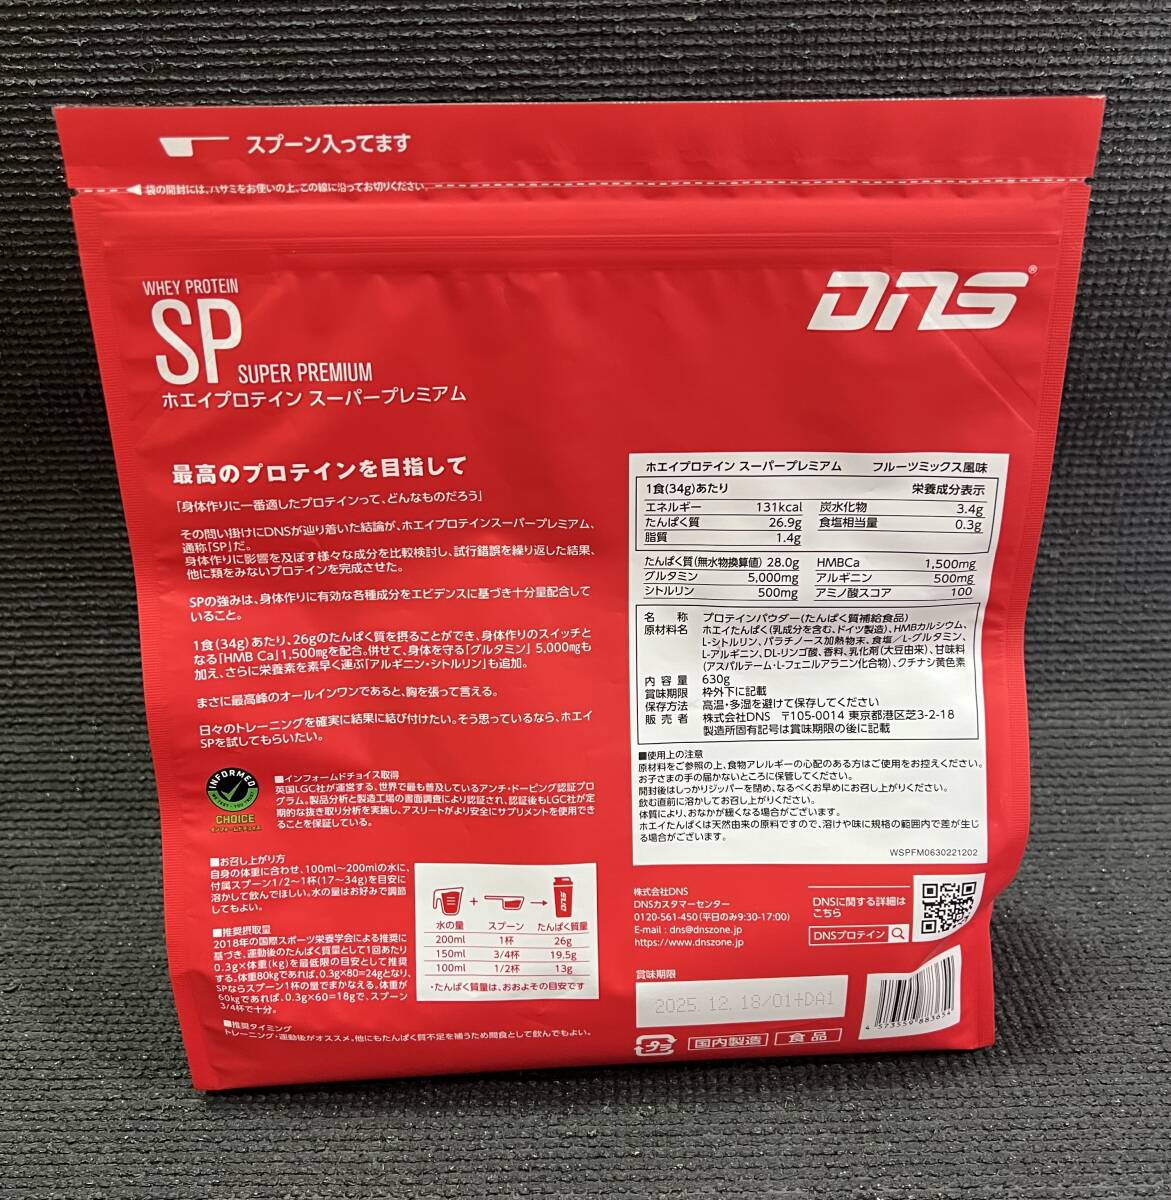 スプーン入ってます
袋の開封には、ハサミをお使いの上、この線に沿ってお切りください。
WHEY PROTEIN
SP
SUPER PREMIUM
ホエイプロテイン スーパープレミアム
DNS®
最高のプロテインを目指して
「身体作りに一番適したプロテインって、どんなものだろう」
その問い掛けにDNSが辿り着いた結論が、ホエイプロテインスーパープレミアム、
通称「SP」だ。
身体作りに影響を及ぼす様々な成分を比較検討し、試行錯誤を繰り返した結果、
他に類をみないプロテインを完成させた。
SPの強みは、身体作りに有効な各種成分をエビデンスに基づき十分量配合して
いること。
1食(34g)あたり、26gのたんぱく質を摂ることができ、身体作りのスイッチと
なる「HMB Ca」1,500mgを配合。併せて、身体を守る「グルタミン」 5,000mgも
加え、さらに栄養素を素早く運ぶ「アルギニン・シトルリン」も追加。
まさに最高峰のオールインワンであると、胸を張って言える。
日々のトレーニングを確実に結果に結び付けたい。そう思っているなら、ホエイ
SPを試してもらいたい。
INFORMED
CHOICE
インフォームドチョイス
■インフォームドチョイス取得
英国LGC社が運営する、世界で最も普及しているアンチ・ドーピング認証プロ
グラム。製品分析と製造工場の書面調査により認証され、認証後もLGC社が定
期的な抜き取り分析を実施し、アスリートがより安全にサプリメントを使用でき
ることを保証している。
■お召し上がり方
自身の体重に合わせ、100ml～200mlの水に、
付属スプーン1/2～1杯(17～34g)を目安に
溶かして飲んでほしい。水の量はお好みで調節
してもよい。
■推奨摂取量
2018年の国際スポーツ栄養学会による推奨に
基づき、運動後のたんぱく質量として1回あたり
0.3g×体重(kg)を最低限の目安として推奨
する。体重80kgであれば、0.3g×80=24gとなり、
SPならスプーン1杯の量でまかなえる。体重が
60kgであれば、0.3g×60=18gで、スプーン
3/4杯で十分。
■推奨タイミング
トレーニング・運動後がオススメ。他にもたんぱく質不足を補うため間食として飲んでもよい。
水の量 スプーン たんぱく質量
200ml 1杯 26g
150ml 3/4杯 19.5g
100ml 1/2杯 13g
・たんぱく質量は、おおよその目安です
ホエイプロテイン スーパープレミアム フルーツミックス風味
1食(34g)あたり 栄養成分表示
エネルギー 131kcal 炭水化物 3.4g
たんぱく質 26.9g 食塩相当量 0.3g
脂質 1.4g
たんぱく質(無水物換算値) 28.0g HMBCa 1,500mg
グルタミン 5,000mg アルギニン 500mg
シトルリン 500mg アミノ酸スコア 100
名 称 プロテインパウダー(たんぱく質補給食品)
原材料名 ホエイたんぱく(乳成分を含む、ドイツ製造)、HMBカルシウム、
L-シトルリン、パラチノース加熱物末、食塩／L-グルタミン、
L-アルギニン、DL-リンゴ酸、香料、乳化剤(大豆由来)、甘味料
(アスパルテーム・L-フェニルアラニン化合物)、クチナシ黄色素
内 容 量 630g
賞味期限 枠外下に記載
保存方法 高温・多湿を避けて保存してください
販 売 者 株式会社DNS 〒105-0014 東京都港区芝3-2-18
製造所固有記号は賞味期限の後に記載
■使用上の注意
原材料をご参照の上、食物アレルギーの心配のある方はご使用をお控えください。
お子さまの手の届かないところに保管してください。
開封後はしっかりジッパーを閉め、なるべくお早めにお召し上がりください。
飲む直前に溶かしてお召し上がりください。
体質により、おなかが緩くなる場合がございます。
ホエイたんぱくは天然由来の原料ですので、溶けや味に規格の範囲内で差が生じ
る場合がございます。
WSPFM0630221202
株式会社DNS
DNSカスタマーセンター
0120-561-450(平日のみ9:30-17:00)
E-mail : dns@dnszone.jp
https://www.dnszone.jp
DNSに関する詳細は
こちら
DNSプロテイン
賞味期限
2025.12.18/01+DA1
プラ
国内製造
食品
4 573559 883654